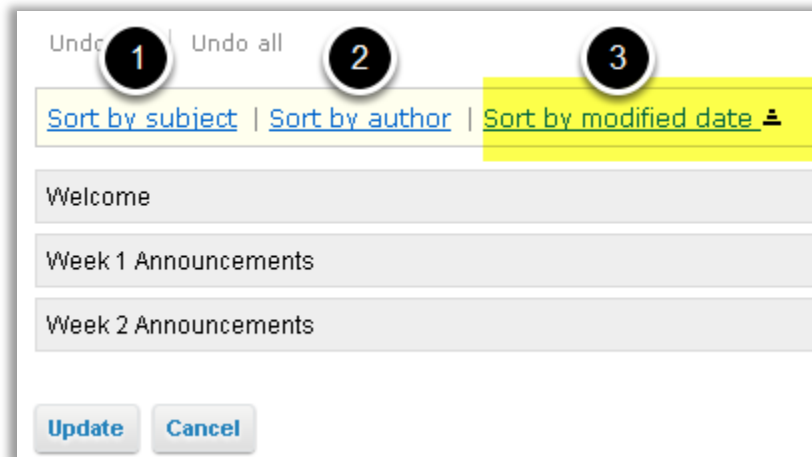 Undo all
1 2 3
Sort by subject | Sort by author | Sort by modified date
Welcome
Week 1 Announcements
Week 2 Announcements
Update Cancel